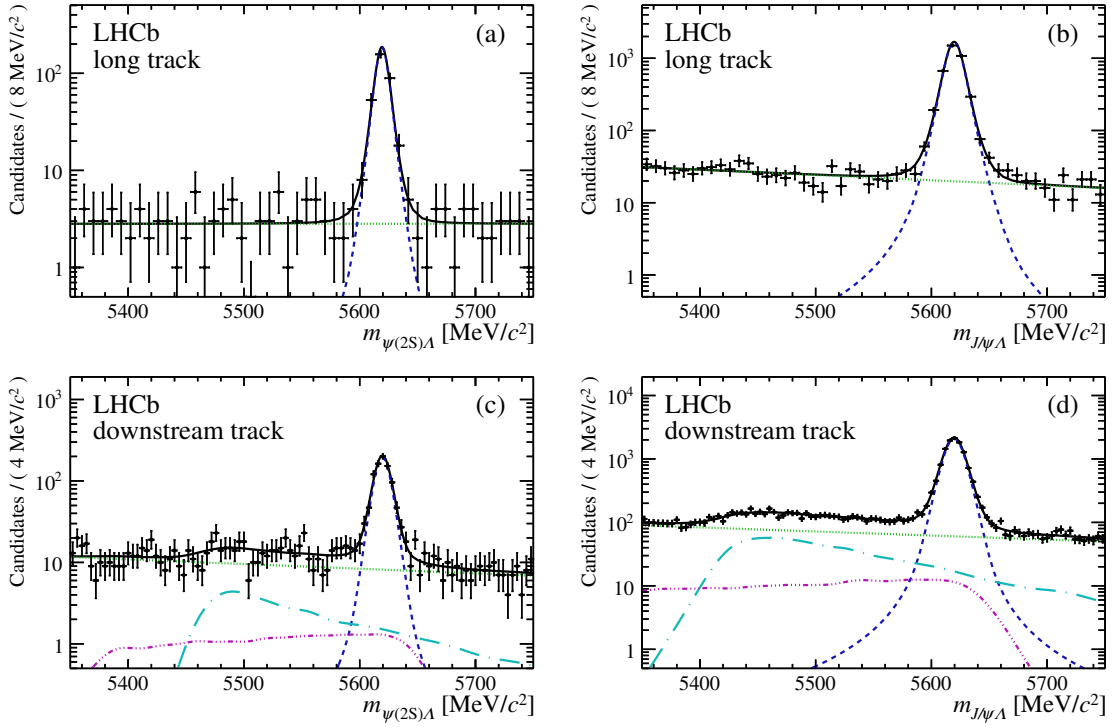 LHCb
long track
(a)
Candidates / ( 8 MeV/c²)
10²
10
1
5400 5500 5600 5700
m_ψ(2S)Λ [MeV/c²]
LHCb
long track
(b)
Candidates / ( 8 MeV/c²)
10³
10²
10
1
5400 5500 5600 5700
m_J/ψΛ [MeV/c²]
LHCb
downstream track
(c)
Candidates / ( 4 MeV/c²)
10³
10²
10
1
5400 5500 5600 5700
m_ψ(2S)Λ [MeV/c²]
LHCb
downstream track
(d)
Candidates / ( 4 MeV/c²)
10⁴
10³
10²
10
1
5400 5500 5600 5700
m_J/ψΛ [MeV/c²]